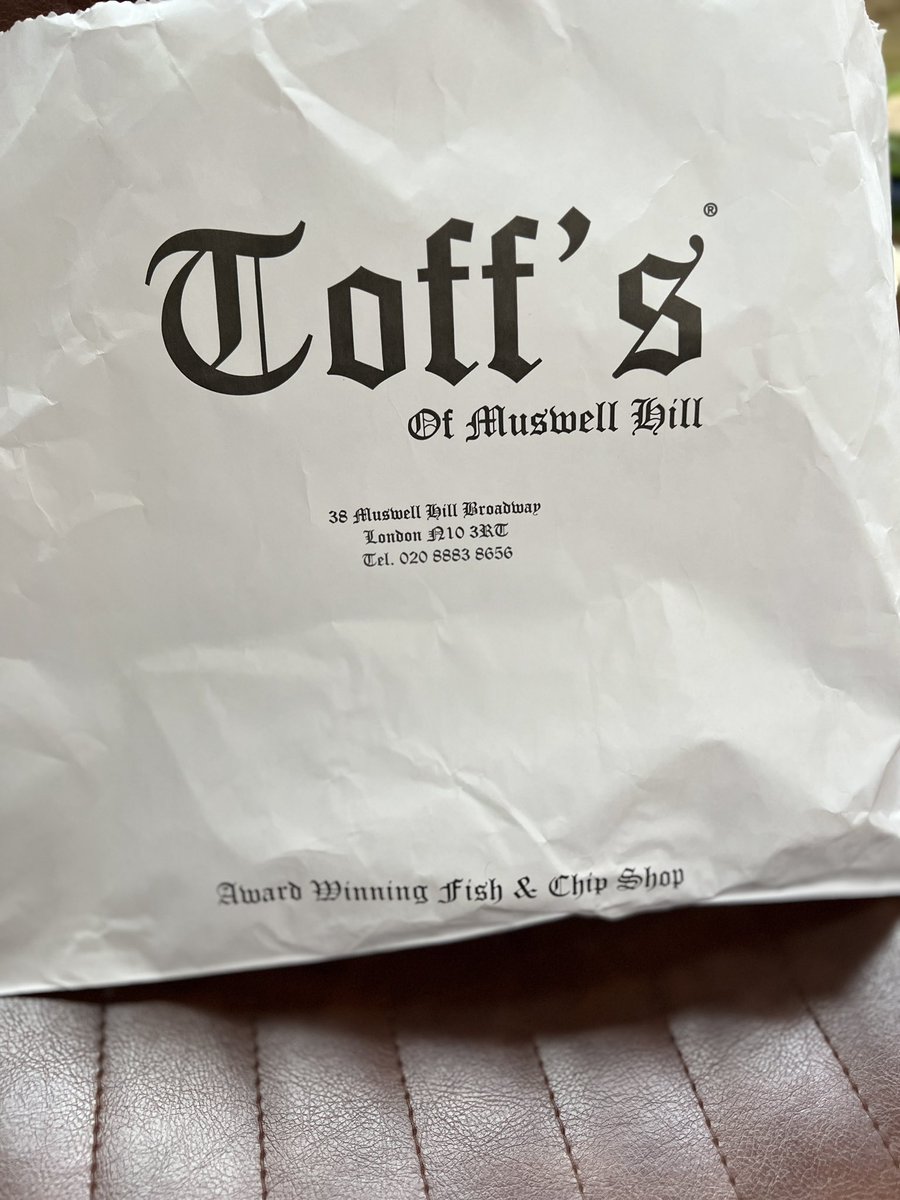 Toff's®
Of Muswell Hill
38 Muswell Hill Broadway
London N10 3RT
Tel. 020 8883 8656
Award Winning Fish & Chip Shop